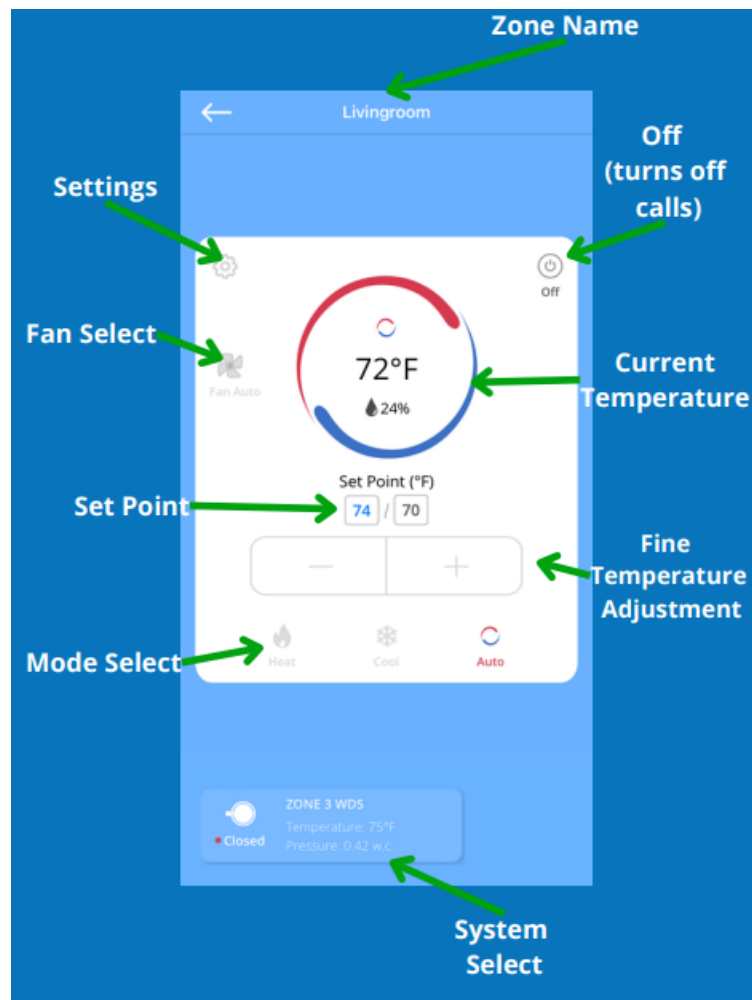 Zone Name
Livingroom
Off
(turns off
calls)
Settings
Off
Fan Select
Fan Auto
72°F
24%
Current
Temperature
Set Point (°F)
Set Point
74 / 70
Fine
Temperature
Adjustment
Mode Select
Heat
Cool
Auto
ZONE 3 WDS
Temperature: 75°F
Closed
Pressure: 0.42 w.c.
System
Select